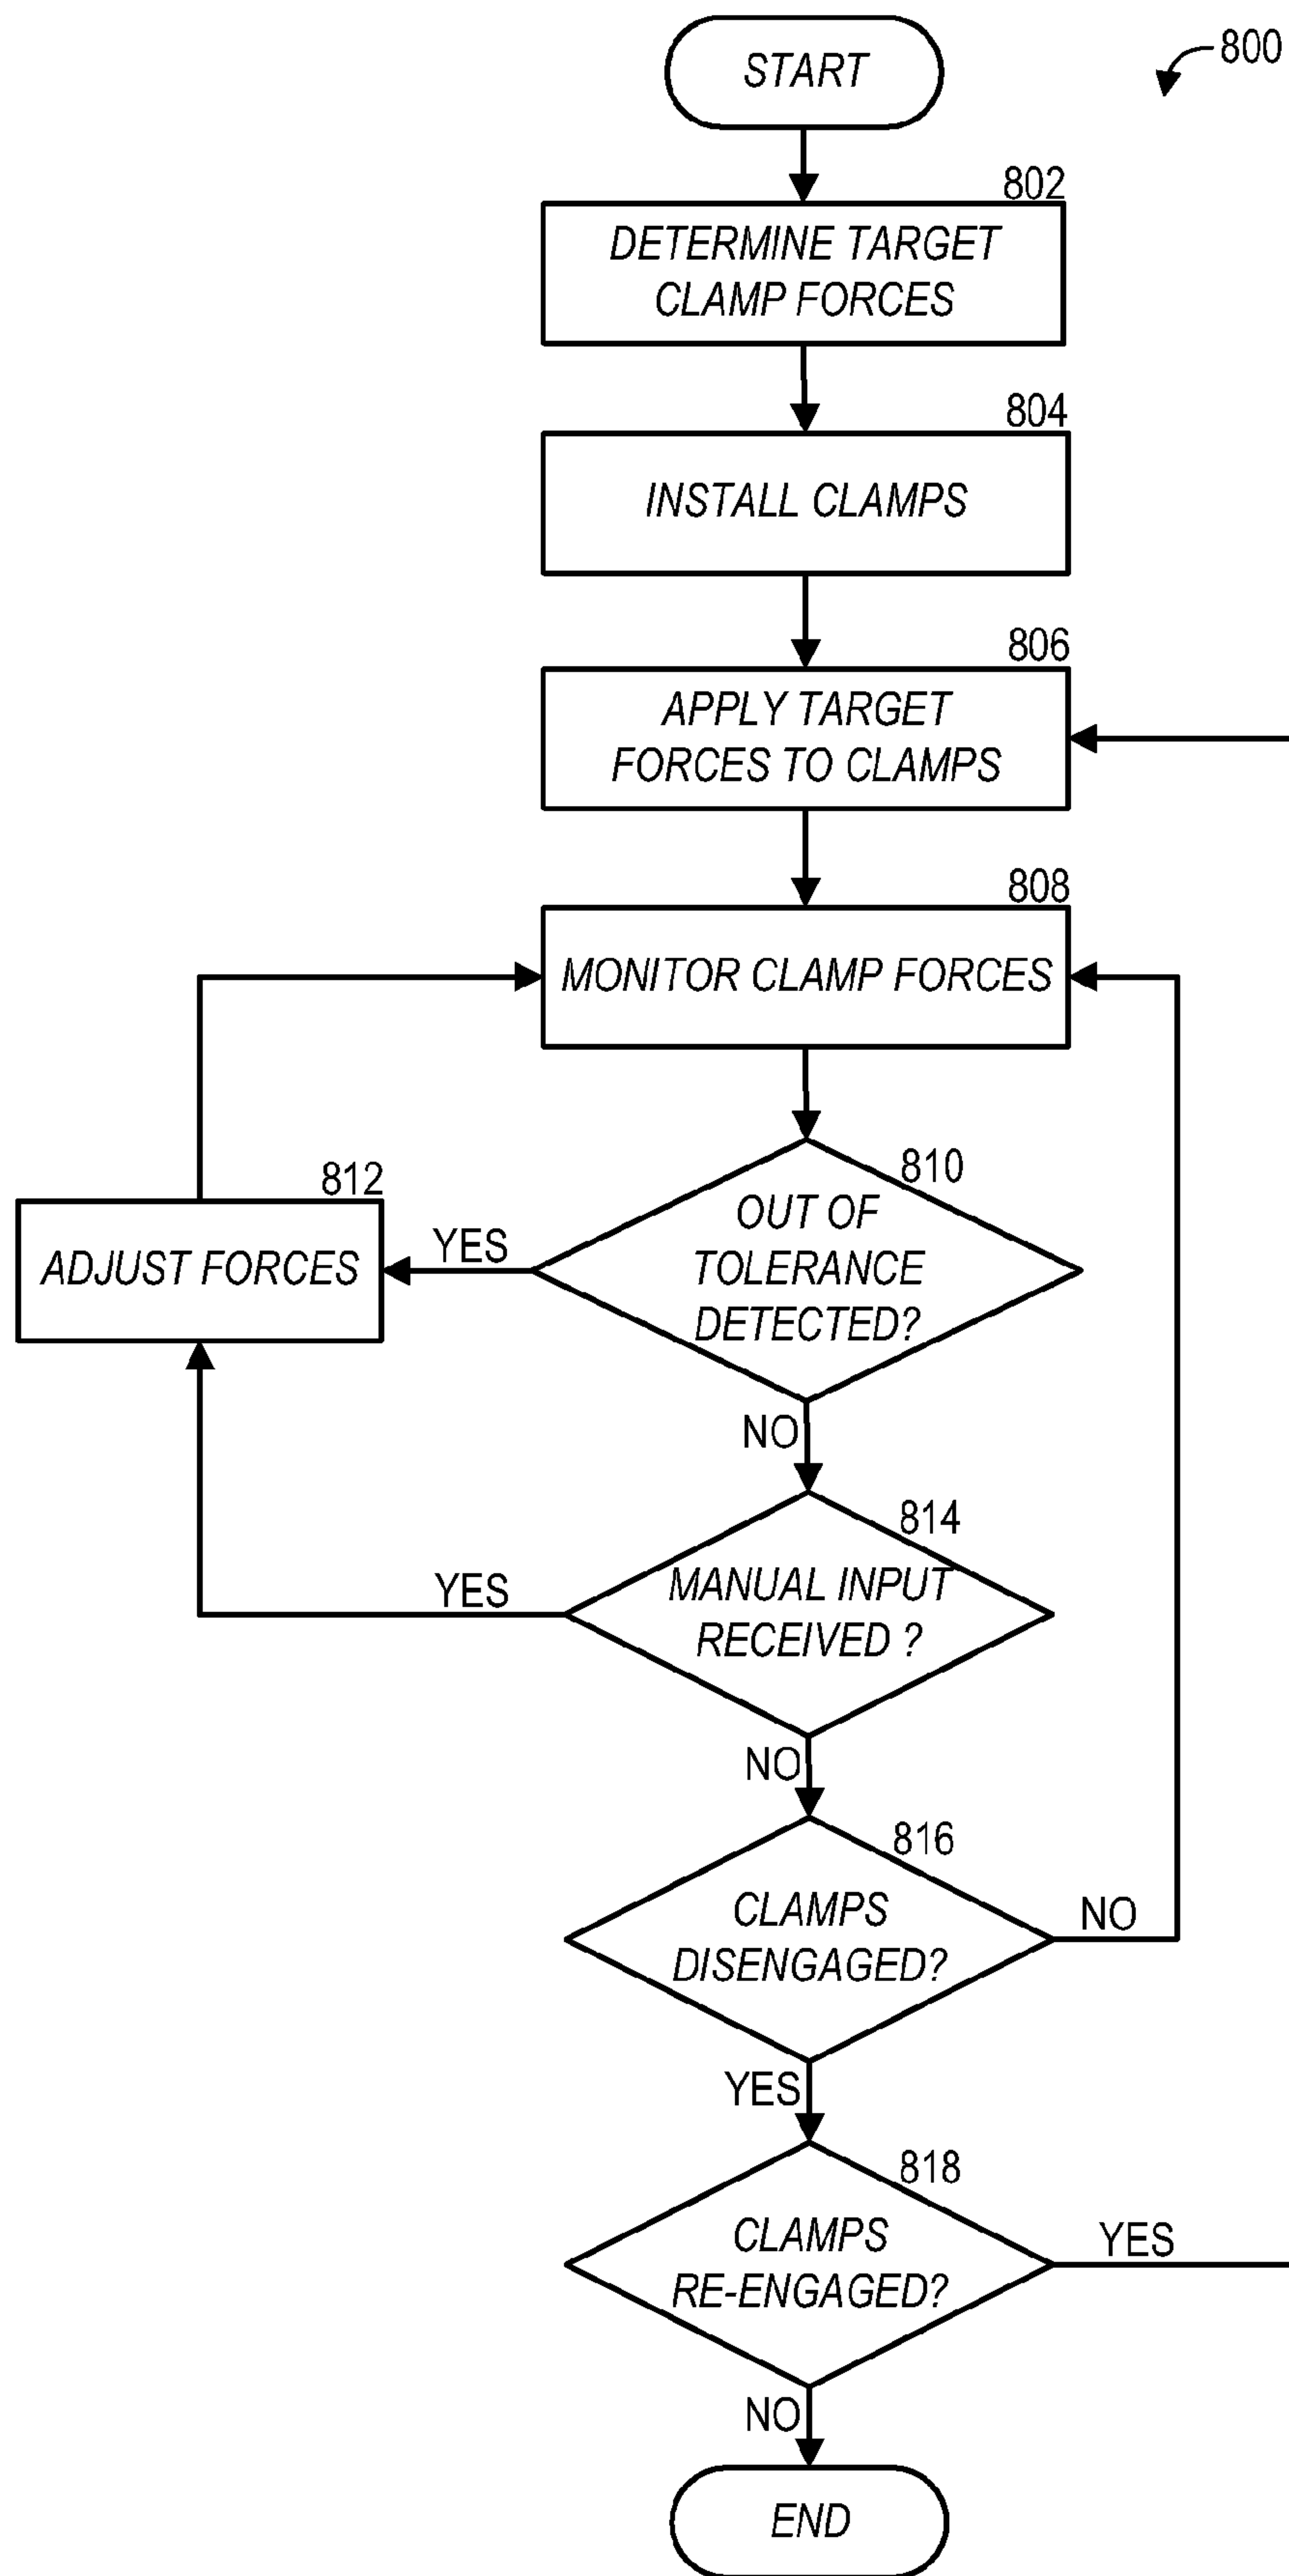 START
800
802
DETERMINE TARGET
CLAMP FORCES
804
INSTALL CLAMPS
806
APPLY TARGET
FORCES TO CLAMPS
808
MONITOR CLAMP FORCES
810
OUT OF
TOLERANCE
DETECTED?
YES
812
ADJUST FORCES
NO
814
MANUAL INPUT
RECEIVED ?
YES
NO
816
CLAMPS
DISENGAGED?
NO
YES
818
CLAMPS
RE-ENGAGED?
YES
NO
END